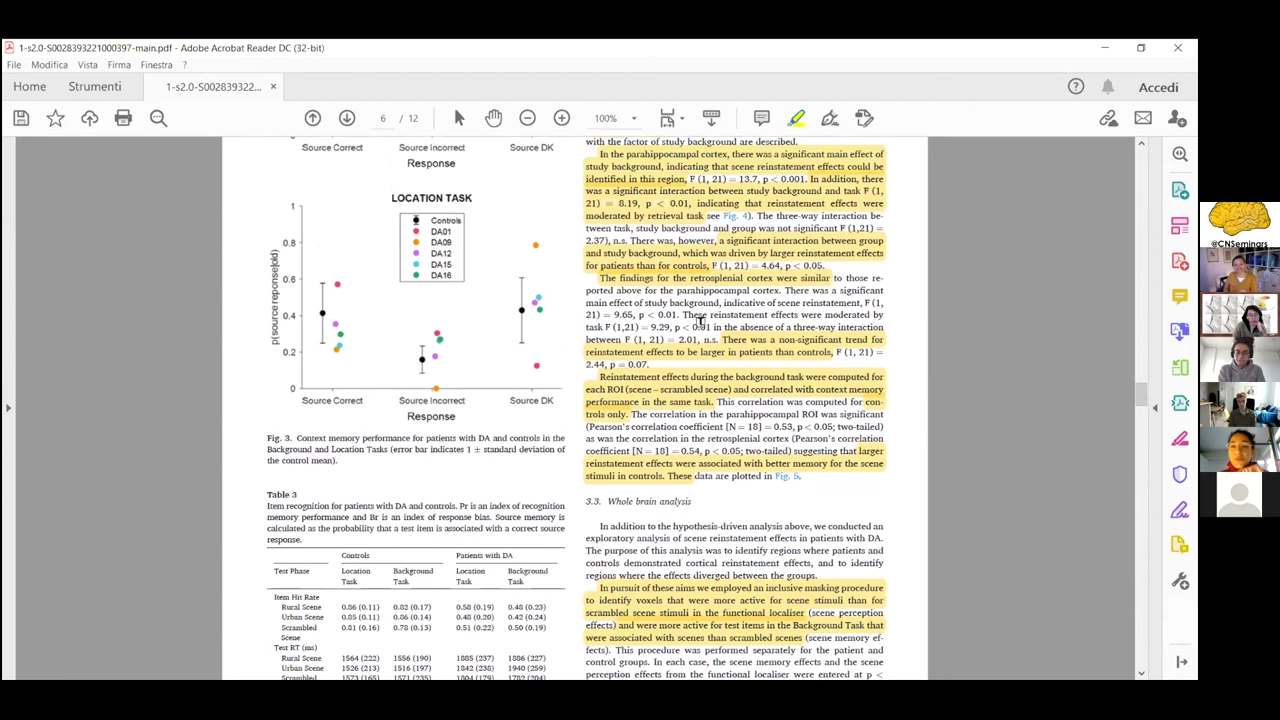 1-s2.0-S0028393221000397-main.pdf - Adobe Acrobat Reader DC (32-bit)
File Modifica Vista Firma Finestra ?
Home Strumenti 1-s2.0-S002839322... × Accedi
6 / 12 100%
Source Correct Source Incorrect Source DK
Response
LOCATION TASK
Controls
DA01
DA09
DA12
DA15
DA16
p(source reponse|old)
1
0.8
0.6
0.4
0.2
0
Source Correct Source Incorrect Source DK
Response
Fig. 3. Context memory performance for patients with DA and controls in the
Background and Location Tasks (error bar indicates 1 ± standard deviation of
the control mean).
Table 3
Item recognition for patients with DA and controls. Pr is an index of recognition
memory performance and Br is an index of response bias. Source memory is
calculated as the probability that a test item is associated with a correct source
response.
Controls Patients with DA
Test Phase Location Task Background Task Location Task Background Task
Item Hit Rate
Rural Scene 0.86 (0.11) 0.82 (0.17) 0.58 (0.19) 0.48 (0.23)
Urban Scene 0.85 (0.11) 0.86 (0.14) 0.48 (0.20) 0.42 (0.24)
Scrambled Scene 0.81 (0.16) 0.78 (0.13) 0.51 (0.22) 0.50 (0.19)
Test RT (ms)
Rural Scene 1564 (222) 1556 (190) 1885 (237) 1886 (227)
Urban Scene 1526 (213) 1516 (197) 1842 (238) 1940 (259)
Scrambled 1573 (165) 1571 (235) 1804 (179) 1782 (204)
with the factor of study background are described.
In the parahippocampal cortex, there was a significant main effect of
study background, indicating that scene reinstatement effects could be
identified in this region, F (1, 21) = 13.7, p < 0.001. In addition, there
was a significant interaction between study background and task F (1,
21) = 8.19, p < 0.01, indicating that reinstatement effects were
moderated by retrieval task see Fig. 4). The three-way interaction be-
tween task, study background and group was not significant F (1,21) =
2.37), n.s. There was, however, a significant interaction between group
and study background, which was driven by larger reinstatement effects
for patients than for controls, F (1, 21) = 4.64, p < 0.05.
The findings for the retrosplenial cortex were similar to those re-
ported above for the parahippocampal cortex. There was a significant
main effect of study background, indicative of scene reinstatement, F (1,
21) = 9.65, p < 0.01. These reinstatement effects were moderated by
task F (1,21) = 9.29, p < 0.01 in the absence of a three-way interaction
between F (1, 21) = 2.01, n.s. There was a non-significant trend for
reinstatement effects to be larger in patients than controls, F (1, 21) =
2.44, p = 0.07.
Reinstatement effects during the background task were computed for
each ROI (scene – scrambled scene) and correlated with context memory
performance in the same task. This correlation was computed for con-
trols only. The correlation in the parahippocampal ROI was significant
(Pearson's correlation coefficient [N = 18] = 0.53, p < 0.05; two-tailed)
as was the correlation in the retrosplenial cortex (Pearson's correlation
coefficient [N = 18] = 0.54, p < 0.05; two-tailed) suggesting that larger
reinstatement effects were associated with better memory for the scene
stimuli in controls. These data are plotted in Fig. 5.
3.3. Whole brain analysis
In addition to the hypothesis-driven analysis above, we conducted an
exploratory analysis of scene reinstatement effects in patients with DA.
The purpose of this analysis was to identify regions where patients and
controls demonstrated cortical reinstatement effects, and to identify
regions where the effects diverged between the groups.
In pursuit of these aims we employed an inclusive masking procedure
to identify voxels that were more active for scene stimuli than for
scrambled scene stimuli in the functional localiser (scene perception
effects) and were more active for test items in the Background Task that
were associated with scenes than scrambled scenes (scene memory ef-
fects). This procedure was performed separately for the patient and
control groups. In each case, the scene memory effects and the scene
perception effects from the functional localiser were entered at p <
@CNSeminars